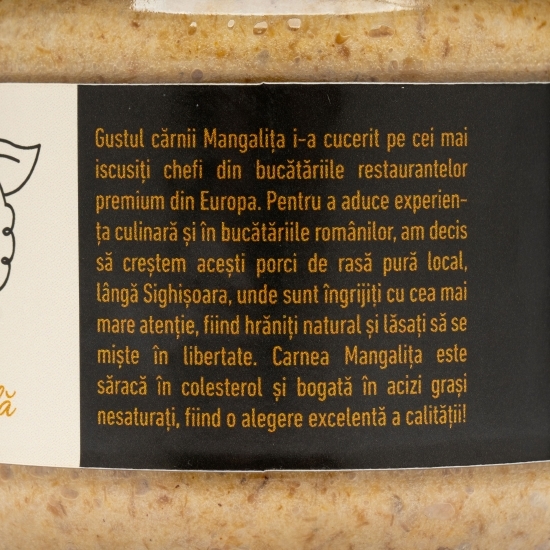 Gustul cărnii Mangalița i-a cucerit pe cei mai
iscusiți chefi din bucătăriile restaurantelor
premium din Europa. Pentru a aduce experien-
ța culinară și în bucătăriile românilor, am decis
să creștem acești porci de rasă pură local,
lângă Sighișoara, unde sunt îngrijiți cu cea mai
mare atenție, fiind hrăniți natural și lăsați să se
miște în libertate. Carnea Mangalița este
săracă în colesterol și bogată în acizi grași
nesaturați, fiind o alegere excelentă a calității!